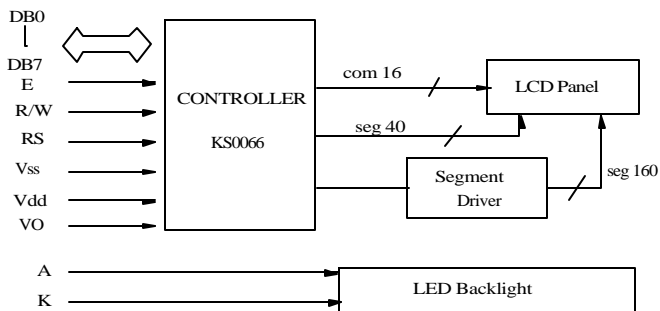 DB0
DB7
E
R/W
RS
Vss
Vdd
VO
CONTROLLER
KS0066
com 16
seg 40
LCD Panel
Segment
Driver
seg 160
A
K
LED Backlight